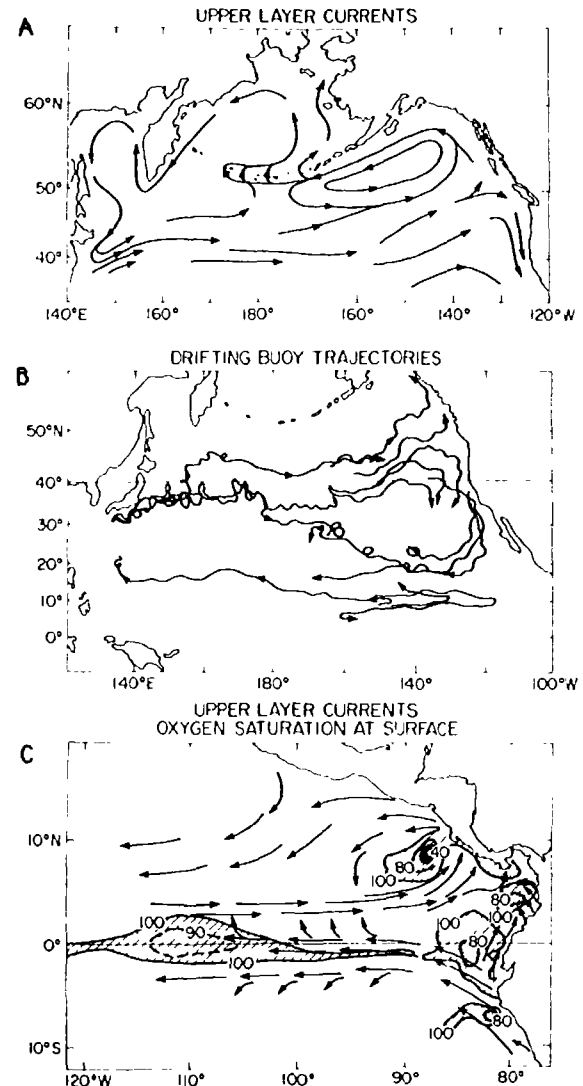 A
UPPER LAYER CURRENTS
60°N
50°
40°
140°E 160° 180° 160° 140° 120°W
B
DRIFTING BUOY TRAJECTORIES
50°N
40°
30°
20°
10°
0°
140°E 180° 140° 100°W
UPPER LAYER CURRENTS
OXYGEN SATURATION AT SURFACE
C
10°N
40
80
100
80
100
100
100
90
0°
80
100
80
100
10°S
120°W 110° 100° 90° 80°